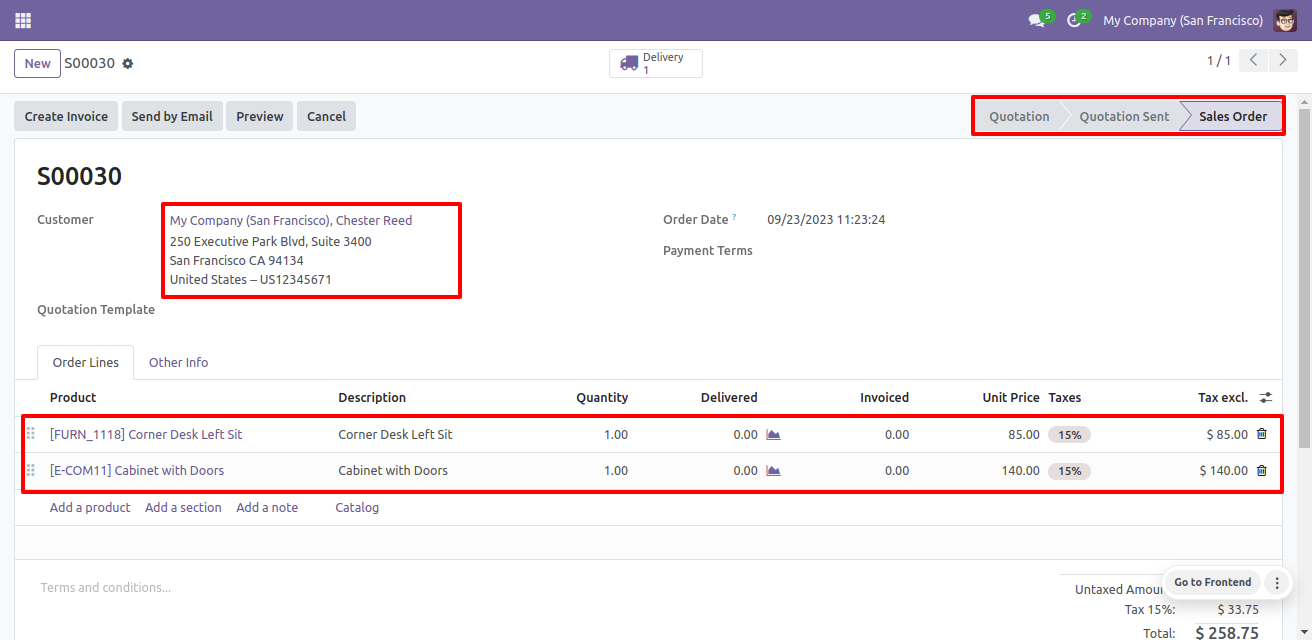 5 2 My Company (San Francisco)
New S00030 Delivery 1 1 / 1
Create Invoice Send by Email Preview Cancel Quotation Quotation Sent Sales Order
S00030
Customer My Company (San Francisco), Chester Reed Order Date ? 09/23/2023 11:23:24
250 Executive Park Blvd, Suite 3400
San Francisco CA 94134 Payment Terms
United States – US12345671
Quotation Template
Order Lines Other Info
Product Description Quantity Delivered Invoiced Unit Price Taxes Tax excl.
[FURN_1118] Corner Desk Left Sit Corner Desk Left Sit 1.00 0.00 0.00 85.00 15% $ 85.00
[E-COM11] Cabinet with Doors Cabinet with Doors 1.00 0.00 0.00 140.00 15% $ 140.00
Add a product Add a section Add a note Catalog
Terms and conditions...
Untaxed Amou Go to Frontend
Tax 15%: $ 33.75
Total: $ 258.75